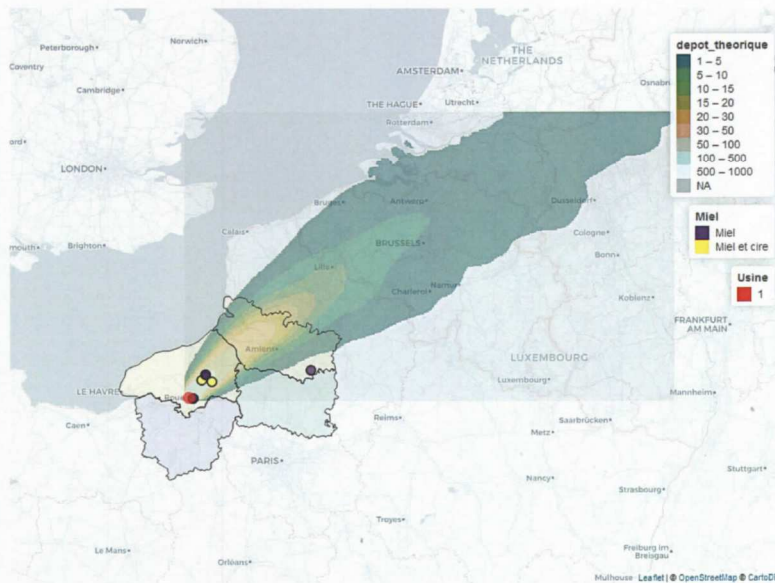 Peterborough
Norwich
Coventry
Cambridge
LONDON
Brighton
AMSTERDAM
THE NETHERLANDS
THE HAGUE
Utrecht
Rotterdam
Osnab
Bruges
Antwerp
Calais
BRUSSELS
Lille
Charleroi
Namur
Dusseldorf
Cologne
Bonn
Koblenz
FRANKFURT AM MAIN
LUXEMBOURG
Luxembourg
Mannheim
Amiens
LE HAVRE
Caen
PARIS
Reims
Saarbrücken
Metz
Nancy
Stuttgart
Strasbourg
Troyes
Le Mans
Orléans
Freiburg im Breisgau
Mulhouse
depot_theorique
1 – 5
5 – 10
10 – 15
15 – 20
20 – 30
30 – 50
50 – 100
100 – 500
500 – 1000
NA
Miel
Miel
Miel et cire
Usine
1
Leaflet | © OpenStreetMap © CartoD